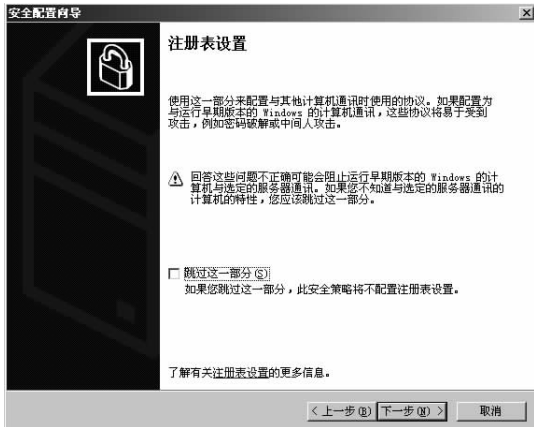 安全配置向导
注册表设置
使用这一部分来配置与其他计算机通讯时使用的协议。如果配置为
与运行早期版本的 Windows 的计算机通讯，这些协议将易于受到
攻击，例如密码破解或中间人攻击。
回答这些问题不正确可能会阻止运行早期版本的 Windows 的计
算机与选定的服务器通讯。如果您不知道与选定的服务器通讯的
计算机的特性，您应该跳过这一部分。
跳过这一部分(S)
如果您跳过这一部分，此安全策略将不配置注册表设置。
了解有关注册表设置的更多信息。
< 上一步(B) 下一步(N) > 取消